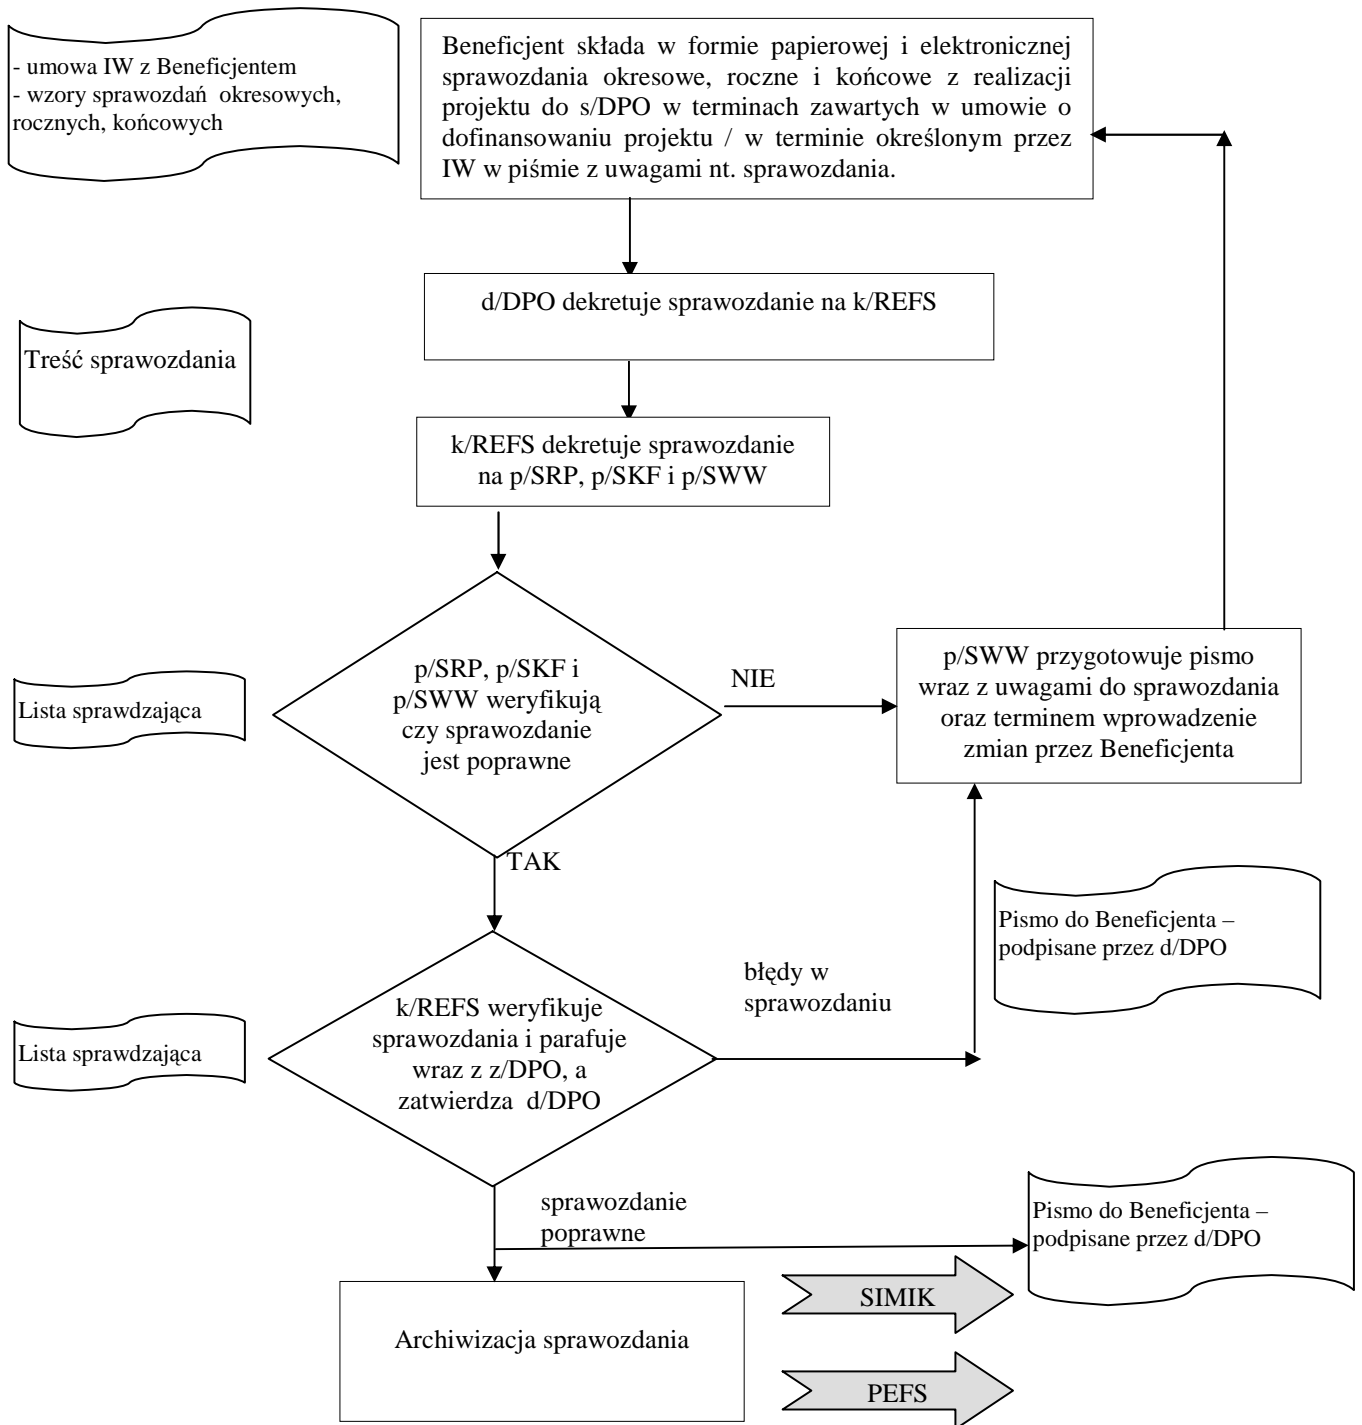 - umowa IW z Beneficjentem
- wzory sprawozdań okresowych,
rocznych, końcowych
Beneficjent składa w formie papierowej i elektronicznej
sprawozdania okresowe, roczne i końcowe z realizacji
projektu do s/DPO w terminach zawartych w umowie o
dofinansowaniu projektu / w terminie określonym przez
IW w piśmie z uwagami nt. sprawozdania.
d/DPO dekretuje sprawozdanie na k/REFS
Treść sprawozdania
k/REFS dekretuje sprawozdanie
na p/SRP, p/SKF i p/SWW
p/SRP, p/SKF i
p/SWW weryfikują
czy sprawozdanie
jest poprawne
NIE
p/SWW przygotowuje pismo
wraz z uwagami do sprawozdania
oraz terminem wprowadzenie
zmian przez Beneficjenta
Lista sprawdzająca
TAK
Pismo do Beneficjenta –
podpisane przez d/DPO
błędy w
sprawozdaniu
k/REFS weryfikuje
sprawozdania i parafuje
wraz z z/DPO, a
zatwierdza d/DPO
Lista sprawdzająca
sprawozdanie
poprawne
Pismo do Beneficjenta –
podpisane przez d/DPO
SIMIK
Archiwizacja sprawozdania
PEFS